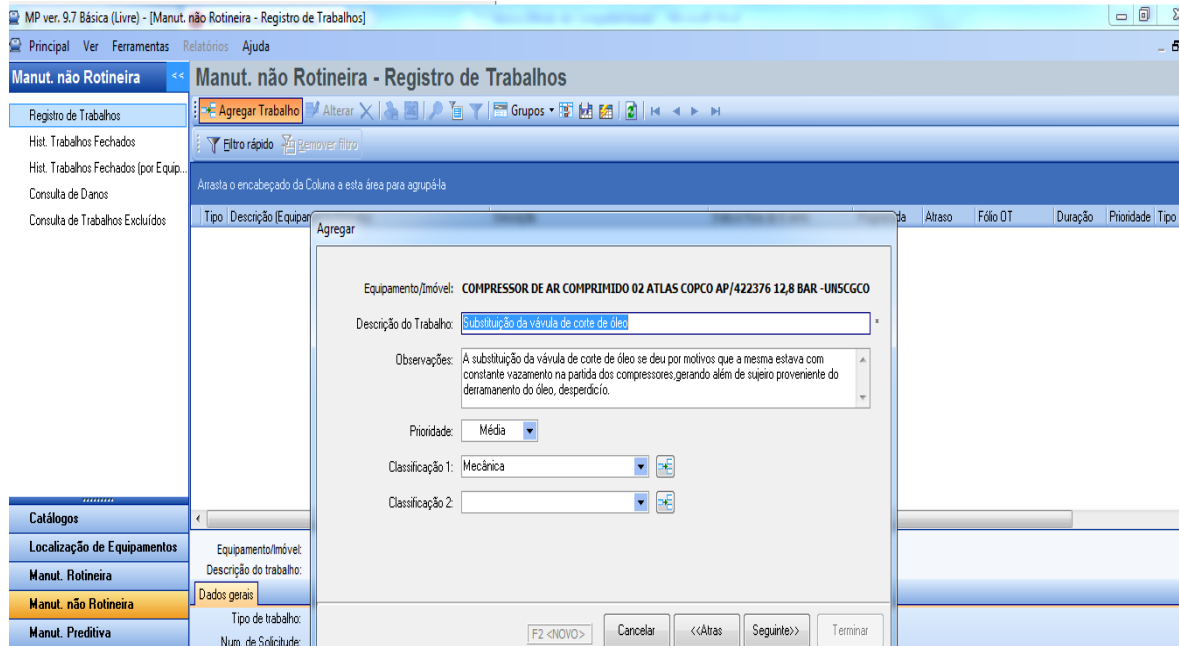 MP ver. 9.7 Básica (Livre) - [Manut. não Rotineira - Registro de Trabalhos]
Principal Ver Ferramentas Relatórios Ajuda
Manut. não Rotineira <<
Manut. não Rotineira - Registro de Trabalhos
Registro de Trabalhos
Hist. Trabalhos Fechados
Hist. Trabalhos Fechados (por Equip...
Consulta de Danos
Consulta de Trabalhos Excluídos
Agregar Trabalho Alterar Grupos
Filtro rápido Remover filtro
Arrasta o encabeçado da Coluna a esta área para agrupá-la
Tipo Descrição (Equipar da Atraso Fólio OT Duração Prioridade Tipo
Agregar
Equipamento/Imóvel: COMPRESSOR DE AR COMPRIMIDO 02 ATLAS COPCO AP/422376 12,8 BAR -UN5CGCO
Descrição do Trabalho: Substituição da vávula de corte de óleo *
Observações: A substituição da vávula de corte de óleo se deu por motivos que a mesma estava com
constante vazamento na partida dos compressores,gerando além de sujeiro proveniente do
derramanento do óleo, desperdicío.
Prioridade: Média
Classificação 1: Mecânica
Classificação 2:
F2 <NOVO> Cancelar <<Atras Seguinte>> Terminar
Catálogos
Localização de Equipamentos
Manut. Rotineira
Manut. não Rotineira
Manut. Preditiva
Equipamento/Imóvel:
Descrição do trabalho:
Dados gerais
Tipo de trabalho:
Num. de Solicitude: